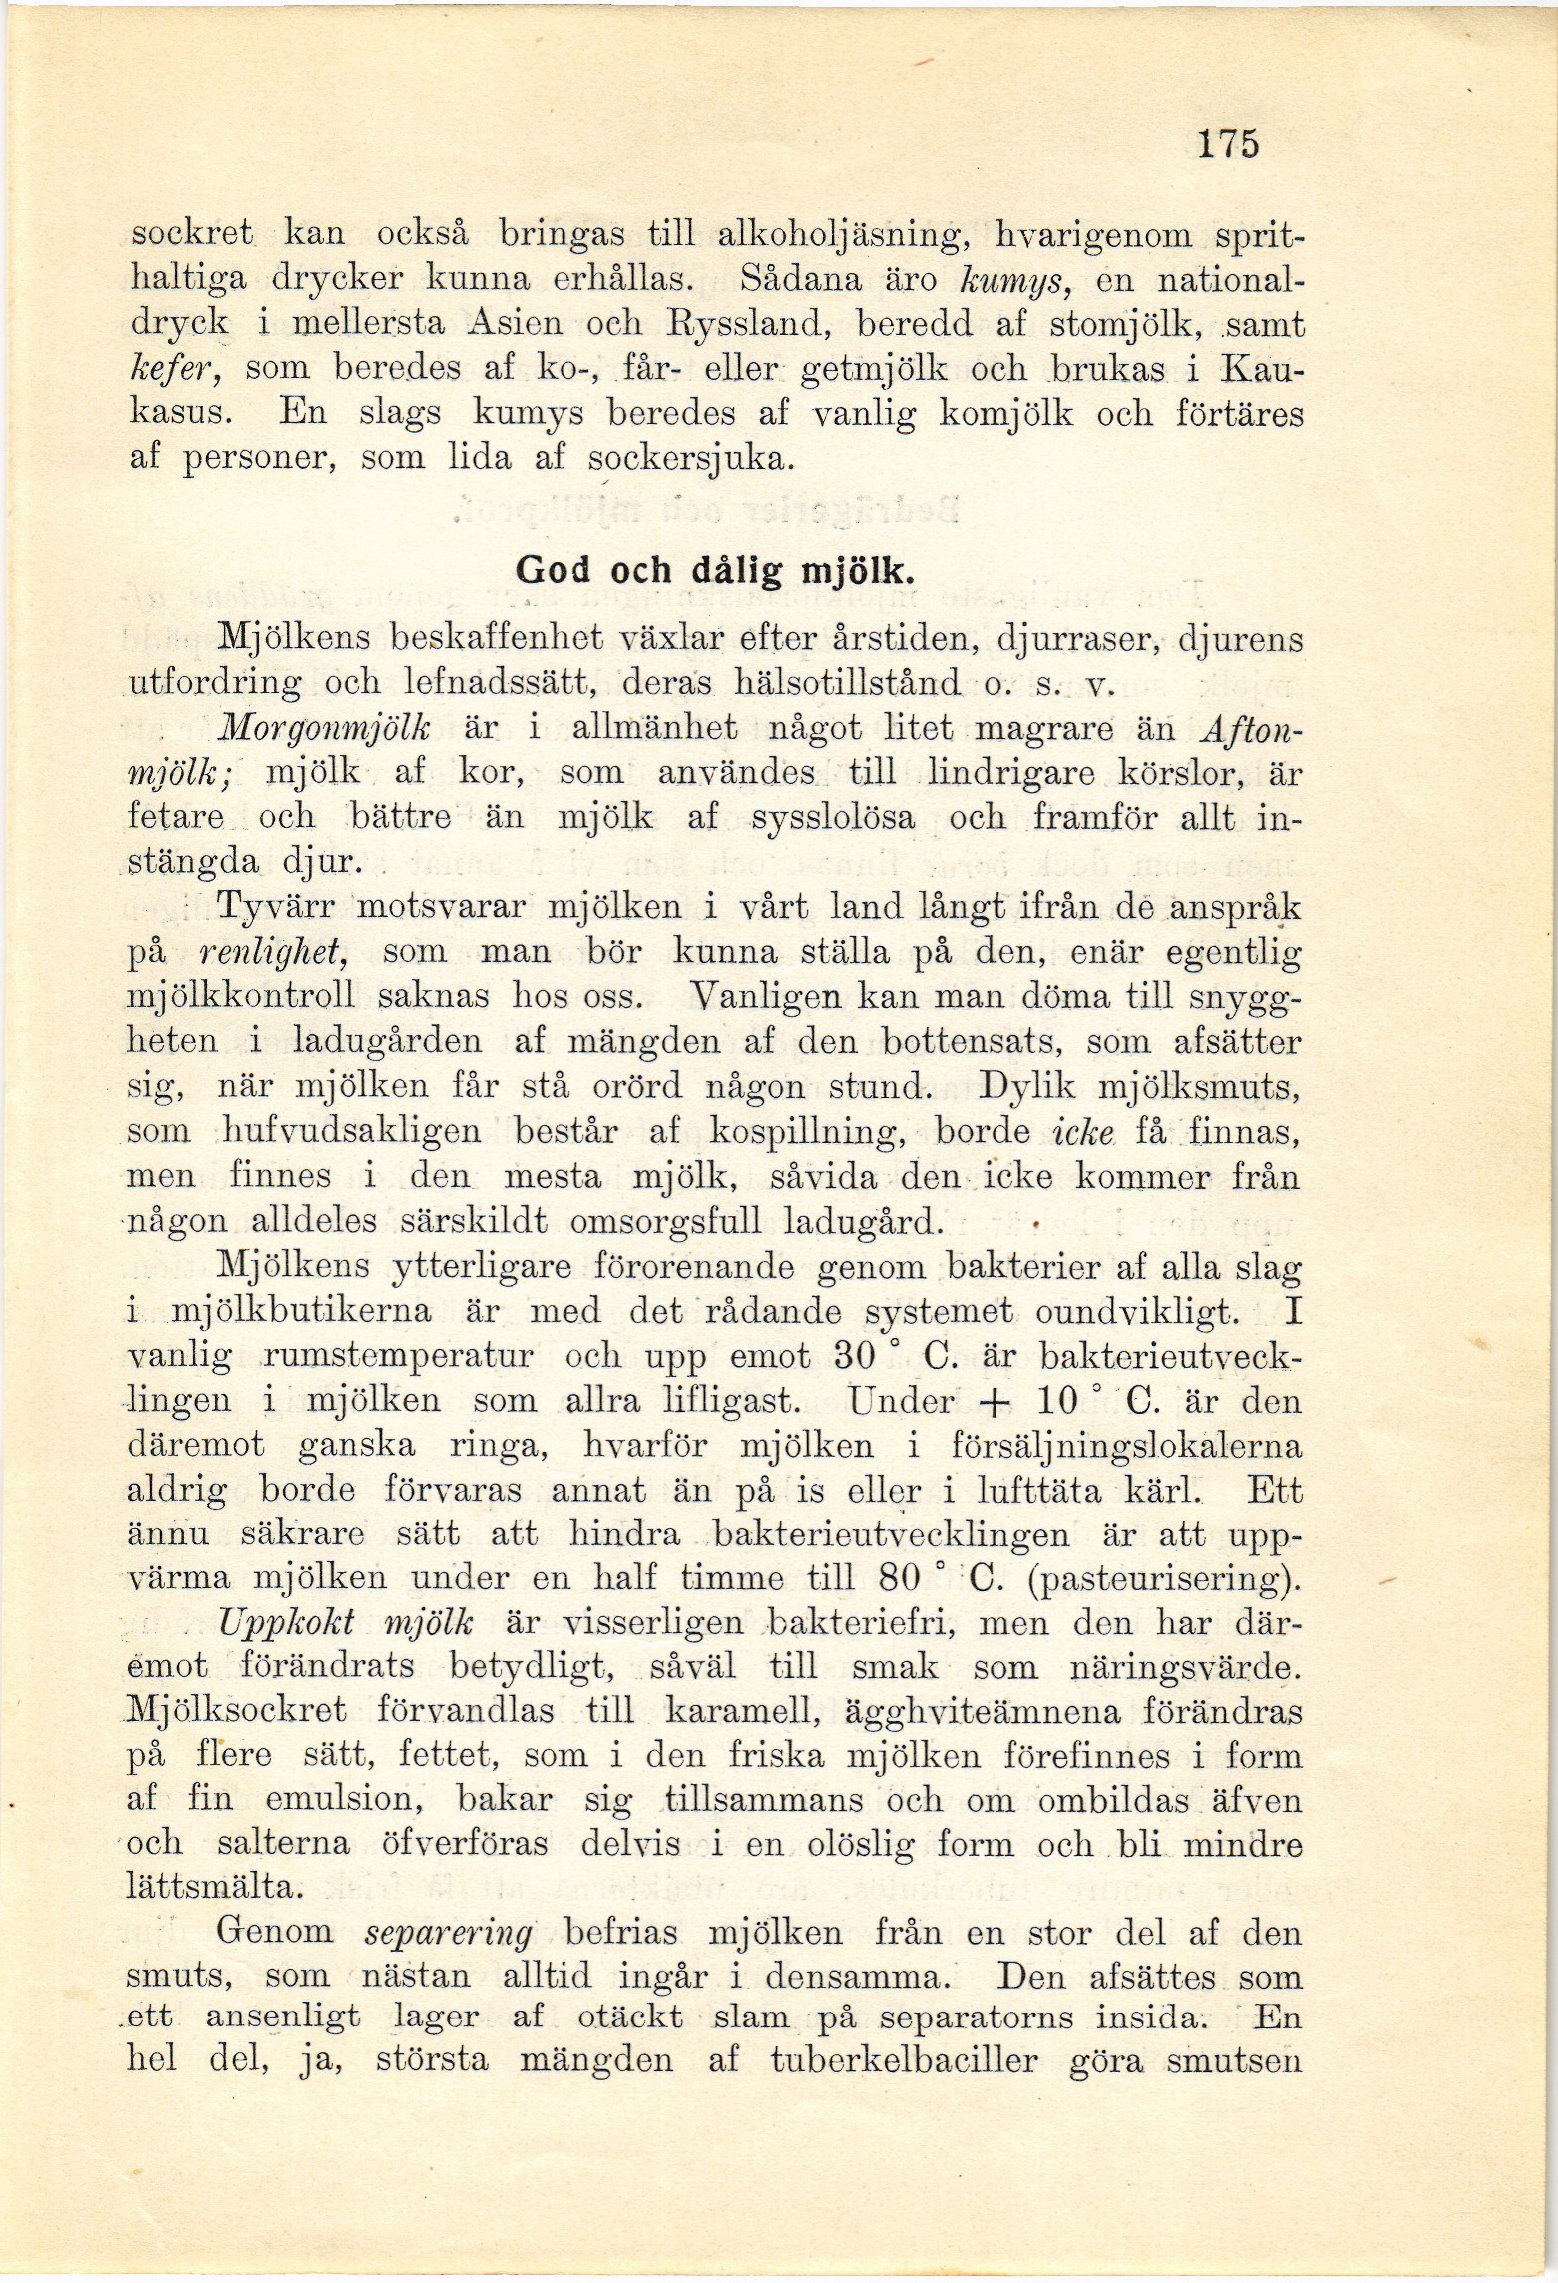 175
sockret kan också bringas till alkoholjäsning, hvarigenom sprit-
haltiga drycker kunna erhållas. Sådana äro kumys, en national-
dryck i mellersta Asien och Ryssland, beredd af stomjölk, samt
kefer, som beredes af ko-, får- eller getmjölk och brukas i Kau-
kasus. En slags kumys beredes af vanlig komjölk och förtäres
af personer, som lida af sockersjuka.
God och dålig mjölk.
Mjölkens beskaffenhet växlar efter årstiden, djurraser, djurens
utfordring och lefnadssätt, deras hälsotillstånd o. s. v.
Morgonmjölk är i allmänhet något litet magrare än Afton-
mjölk; mjölk af kor, som användes till lindrigare körslor, är
fetare och bättre än mjölk af sysslolösa och framför allt in-
stängda djur.
Tyvärr motsvarar mjölken i vårt land långt ifrån de anspråk
på renlighet, som man bör kunna ställa på den, enär egentlig
mjölkkontroll saknas hos oss. Vanligen kan man döma till snygg-
heten i ladugården af mängden af den bottensats, som afsätter
sig, när mjölken får stå orörd någon stund. Dylik mjölksmuts,
som hufvudsakligen består af kospillning, borde icke få finnas,
men finnes i den mesta mjölk, såvida den icke kommer från
någon alldeles särskildt omsorgsfull ladugård.
Mjölkens ytterligare förorenande genom bakterier af alla slag
i mjölkbutikerna är med det rådande systemet oundvikligt. I
vanlig rumstemperatur och upp emot 30 ° C. är bakterieutveck-
lingen i mjölken som allra lifligast. Under + 10 ° C. är den
däremot ganska ringa, hvarför mjölken i försäljningslokalerna
aldrig borde förvaras annat än på is eller i lufttäta kärl. Ett
ännu säkrare sätt att hindra bakterieutvecklingen är att upp-
värma mjölken under en half timme till 80 ° C. (pasteurisering).
Uppkokt mjölk är visserligen bakteriefri, men den har där-
emot förändrats betydligt, såväl till smak som näringsvärde.
Mjölksockret förvandlas till karamell, ägghviteämnena förändras
på flere sätt, fettet, som i den friska mjölken förefinnes i form
af fin emulsion, bakar sig tillsammans och om ombildas äfven
och salterna öfverföras delvis i en olöslig form och bli mindre
lättsmälta.
Genom separering befrias mjölken från en stor del af den
smuts, som nästan alltid ingår i densamma. Den afsättes som
ett ansenligt lager af otäckt slam på separatorns insida. En
hel del, ja, största mängden af tuberkelbaciller göra smutsen